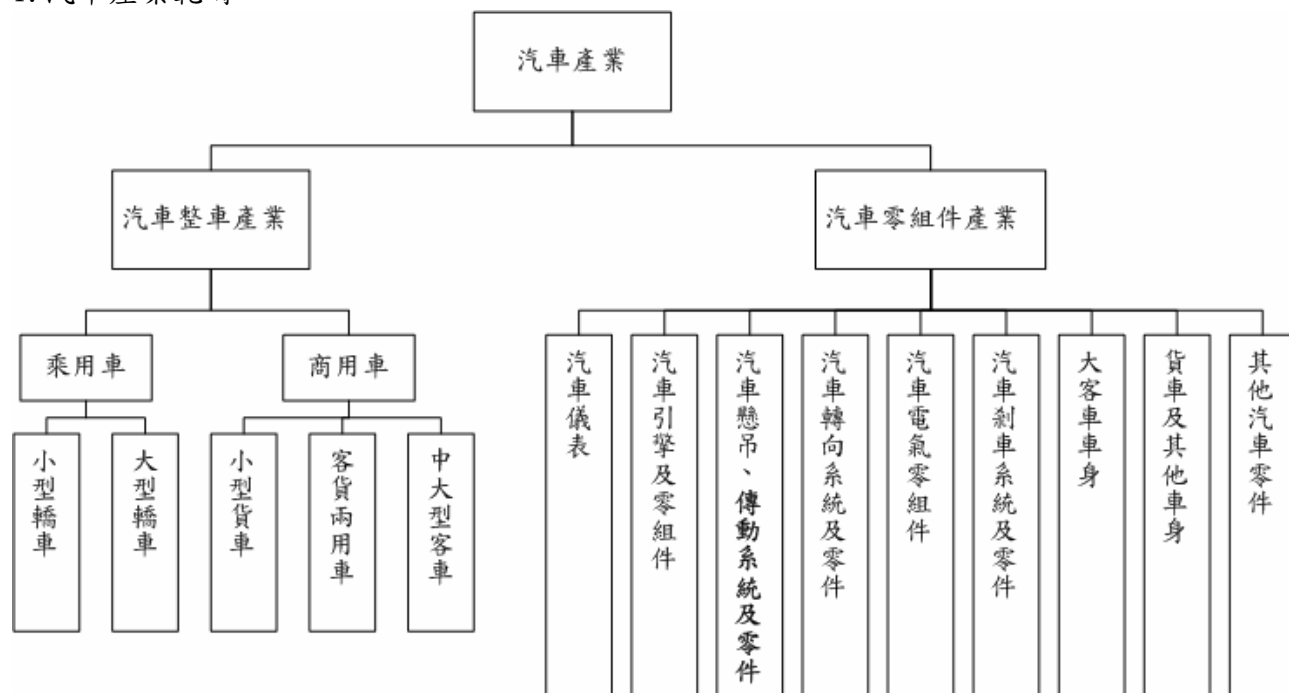 汽車產業
汽車整車產業
汽車零組件產業
乘用車
商用車
小型轎車
大型轎車
小型貨車
客貨兩用車
中大型客車
汽車儀表
汽車引擎及零組件
汽車懸吊、傳動系統及零件
汽車轉向系統及零件
汽車電氣零組件
汽車剎車系統及零件
大客車車身
貨車及其他車身
其他汽車零件